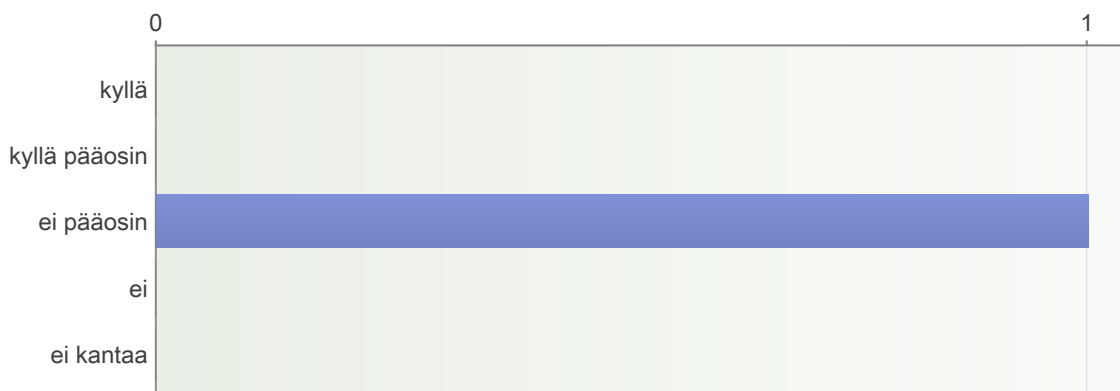 0 1
kyllä
kyllä pääosin
ei pääosin
ei
ei kantaa